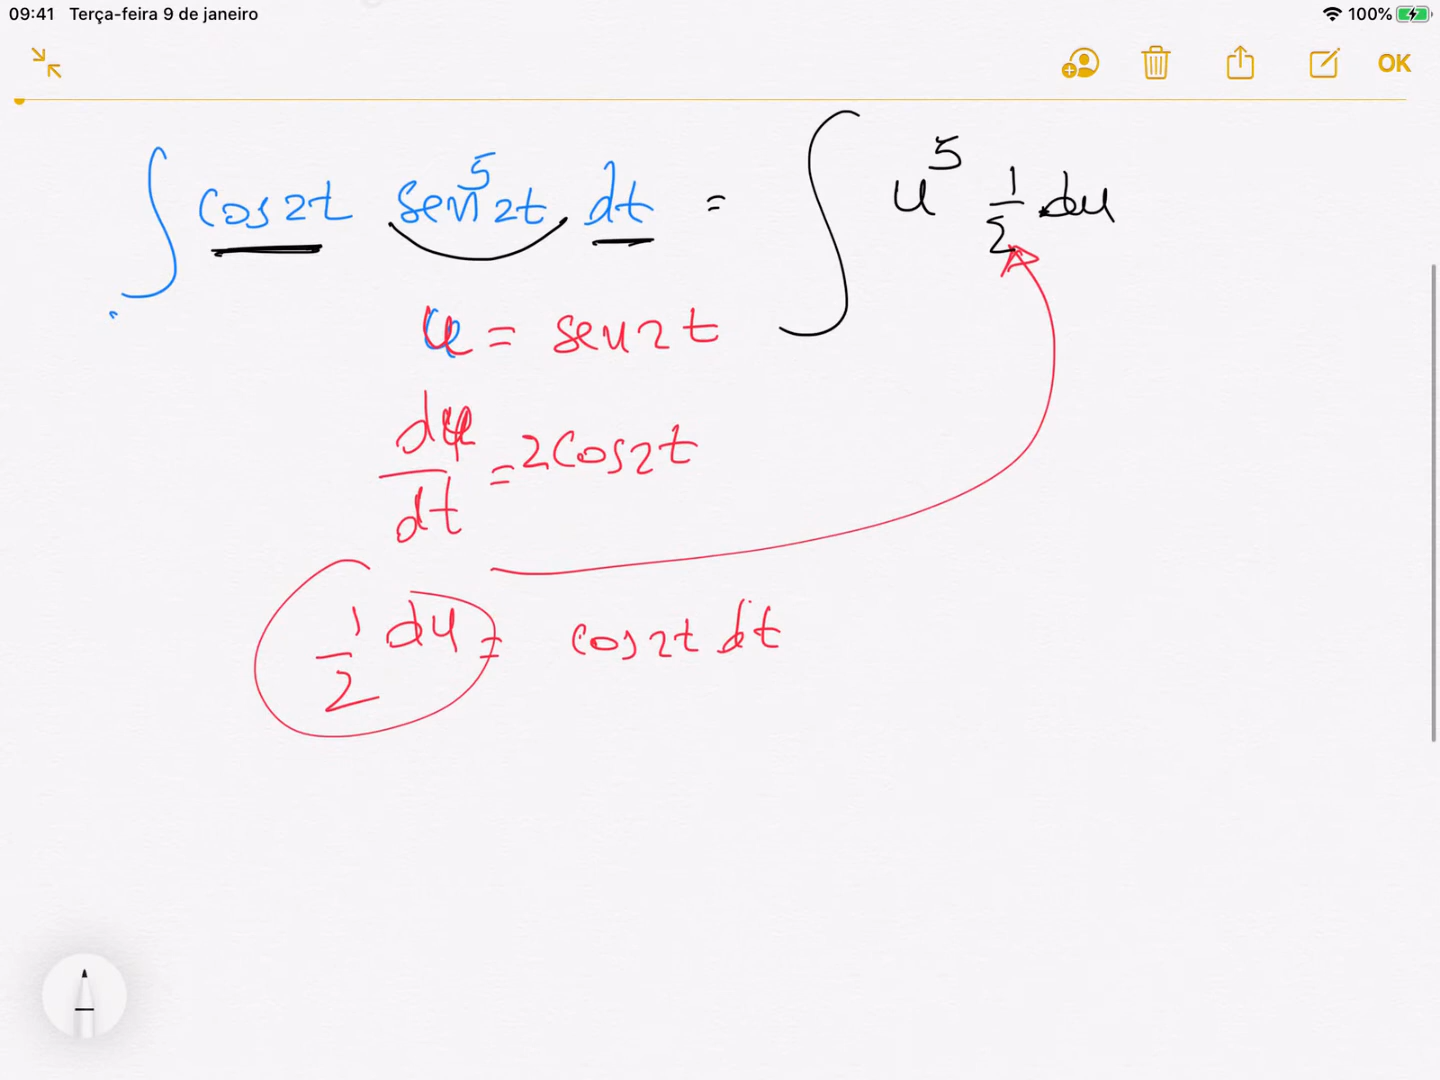 09:41 Terça-feira 9 de janeiro 100%
OK
∫ cos2t sen⁵2t dt = ∫ u⁵ 1/2 du
u = sen2t
du/dt = 2cos2t
1/2 du = cos2t dt